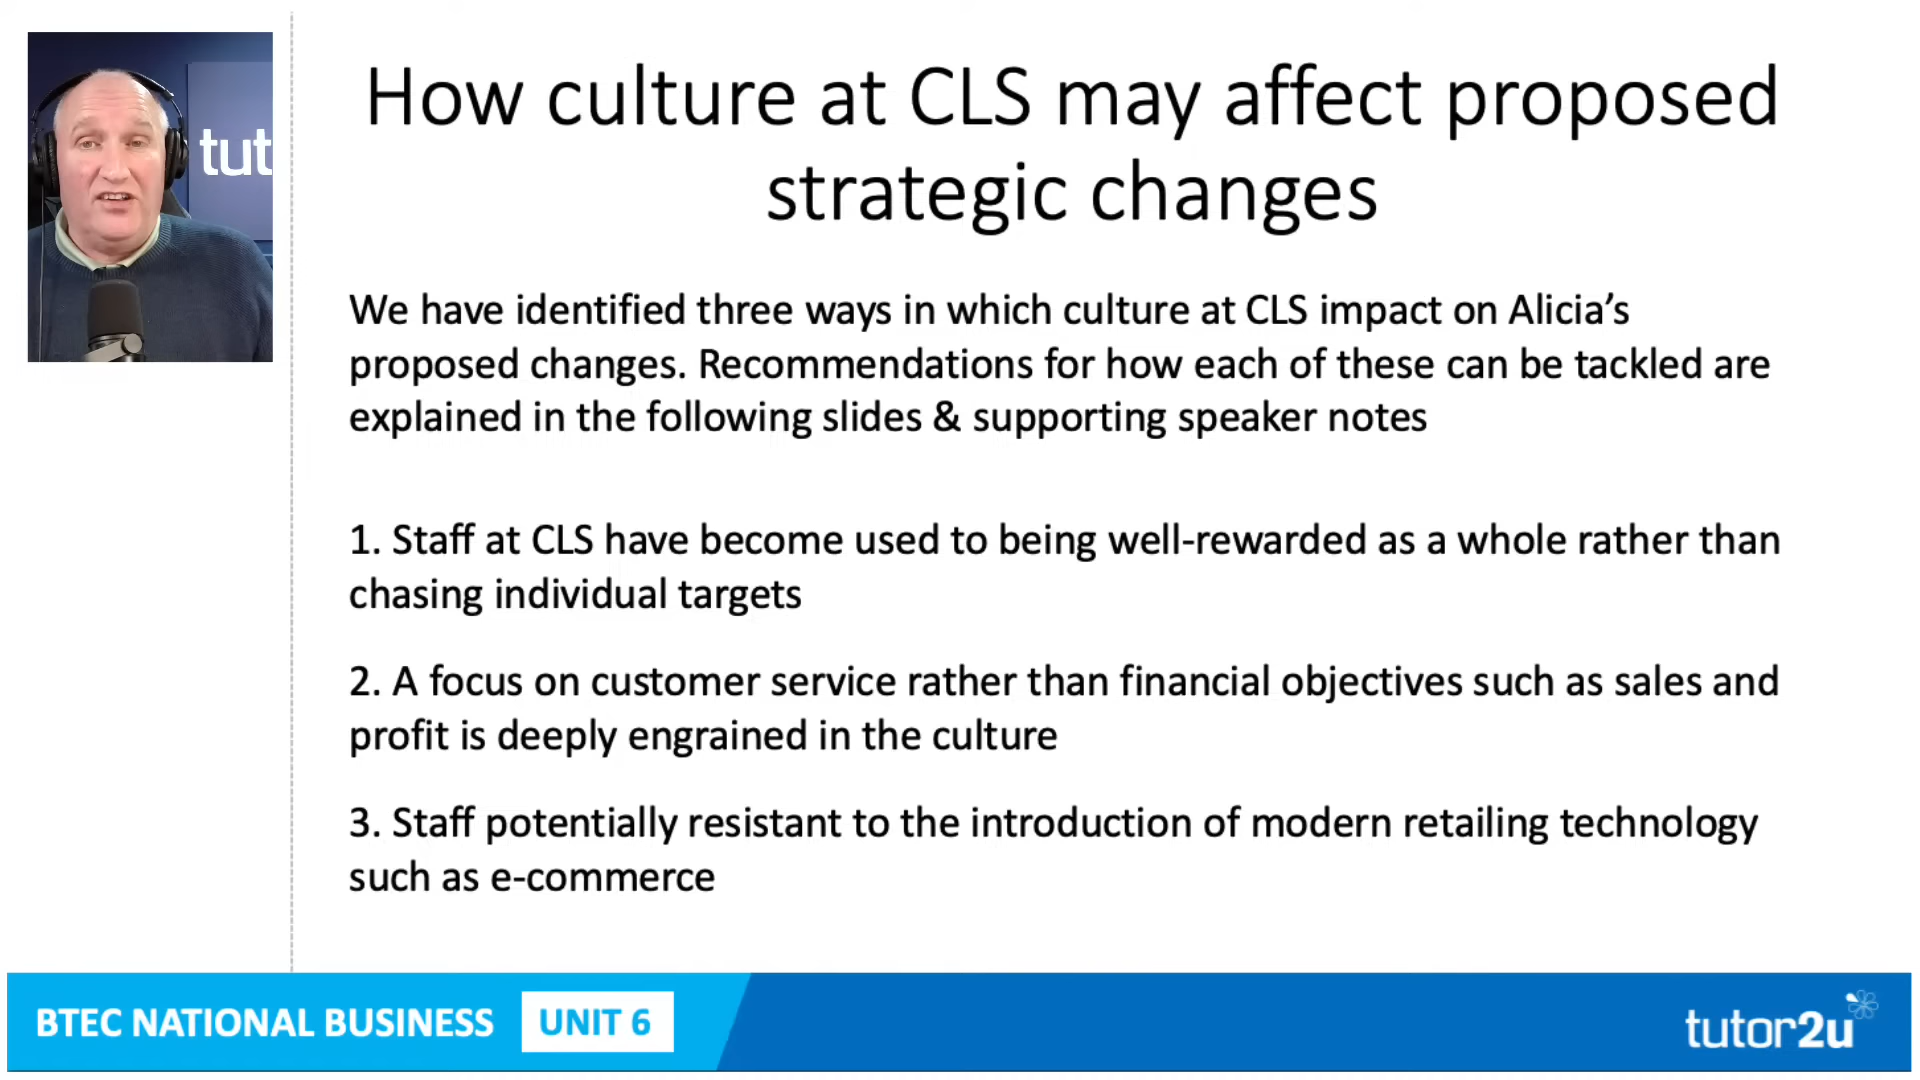 tut
How culture at CLS may affect proposed
strategic changes
We have identified three ways in which culture at CLS impact on Alicia’s
proposed changes. Recommendations for how each of these can be tackled are
explained in the following slides & supporting speaker notes
1. Staff at CLS have become used to being well-rewarded as a whole rather than
chasing individual targets
2. A focus on customer service rather than financial objectives such as sales and
profit is deeply engrained in the culture
3. Staff potentially resistant to the introduction of modern retailing technology
such as e-commerce
BTEC NATIONAL BUSINESS UNIT 6
tutor2u